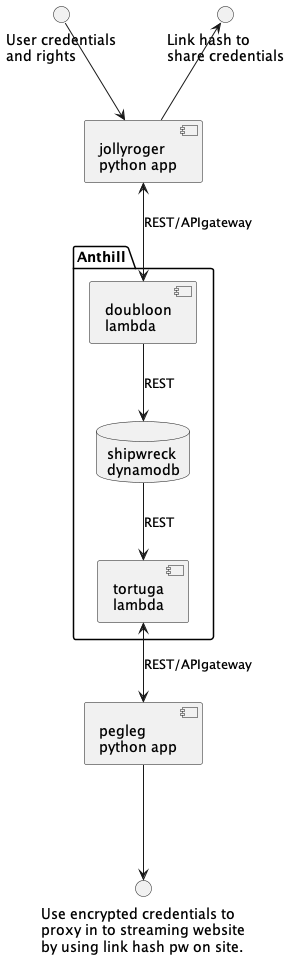 User credentials
and rights
Link hash to
share credentials
jollyroger
python app
REST/APIgateway
Anthill
doubloon
lambda
REST
shipwreck
dynamodb
REST
tortuga
lambda
REST/APIgateway
pegleg
python app
Use encrypted credentials to
proxy in to streaming website
by using link hash pw on site.